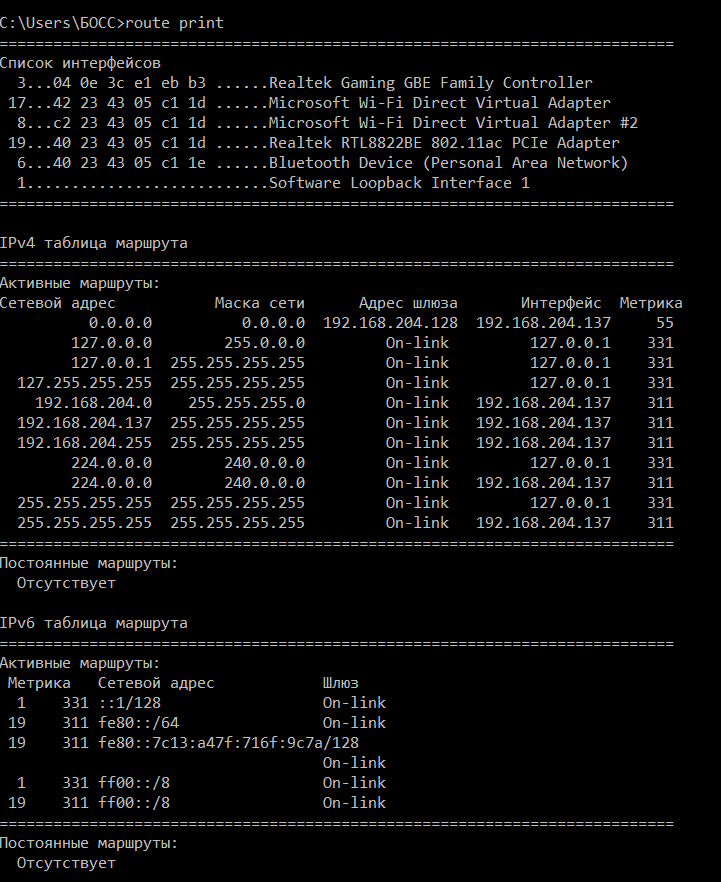 C:\Users\БОСС>route print
===========================================================================
Список интерфейсов
  3...04 0e 3c e1 eb b3 ......Realtek Gaming GBE Family Controller
 17...42 23 43 05 c1 1d ......Microsoft Wi-Fi Direct Virtual Adapter
  8...c2 23 43 05 c1 1d ......Microsoft Wi-Fi Direct Virtual Adapter #2
 19...40 23 43 05 c1 1d ......Realtek RTL8822BE 802.11ac PCIe Adapter
  6...40 23 43 05 c1 1e ......Bluetooth Device (Personal Area Network)
  1...........................Software Loopback Interface 1
===========================================================================

IPv4 таблица маршрута
===========================================================================
Активные маршруты:
Сетевой адрес           Маска сети      Адрес шлюза       Интерфейс  Метрика
          0.0.0.0          0.0.0.0  192.168.204.128  192.168.204.137     55
        127.0.0.0        255.0.0.0         On-link         127.0.0.1    331
        127.0.0.1  255.255.255.255         On-link         127.0.0.1    331
  127.255.255.255  255.255.255.255         On-link         127.0.0.1    331
    192.168.204.0    255.255.255.0         On-link   192.168.204.137    311
  192.168.204.137  255.255.255.255         On-link   192.168.204.137    311
  192.168.204.255  255.255.255.255         On-link   192.168.204.137    311
        224.0.0.0        240.0.0.0         On-link         127.0.0.1    331
        224.0.0.0        240.0.0.0         On-link   192.168.204.137    311
  255.255.255.255  255.255.255.255         On-link         127.0.0.1    331
  255.255.255.255  255.255.255.255         On-link   192.168.204.137    311
===========================================================================
Постоянные маршруты:
  Отсутствует

IPv6 таблица маршрута
===========================================================================
Активные маршруты:
 Метрика   Сетевой адрес            Шлюз
  1    331 ::1/128                  On-link
 19    311 fe80::/64                On-link
 19    311 fe80::7c13:a47f:716f:9c7a/128
                                    On-link
  1    331 ff00::/8                 On-link
 19    311 ff00::/8                 On-link
===========================================================================
Постоянные маршруты:
  Отсутствует